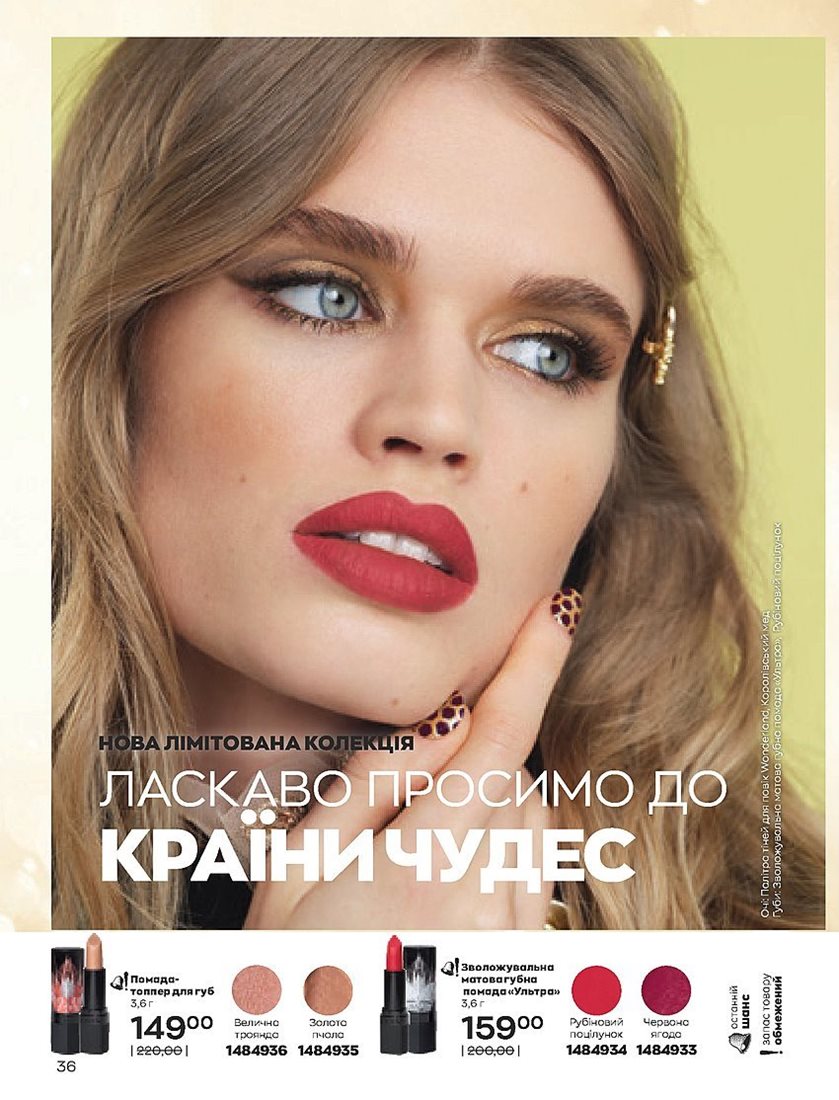 НОВА ЛІМІТОВАНА КОЛЕКЦІЯ
ЛАСКАВО ПРОСИМО ДО
КРАЇНИ ЧУДЕС
Очі: Палітра тіней для повік Wonderland, Королівський мед
Губи: Зволожувальна матова губна помада «Ультра», Рубіновий поцілунок
Помада-
топпер для губ
3,6 г
149⁰⁰
| 220,00 |
Велична
троянда
1484936
Золота
пчола
1484935
Зволожувальна
матова губна
помада «Ультра»
3,6 г
159⁰⁰
| 200,00 |
Рубіновий
поцілунок
1484934
Червона
ягода
1484933
останній
шанс
запас товару
обмежений
36